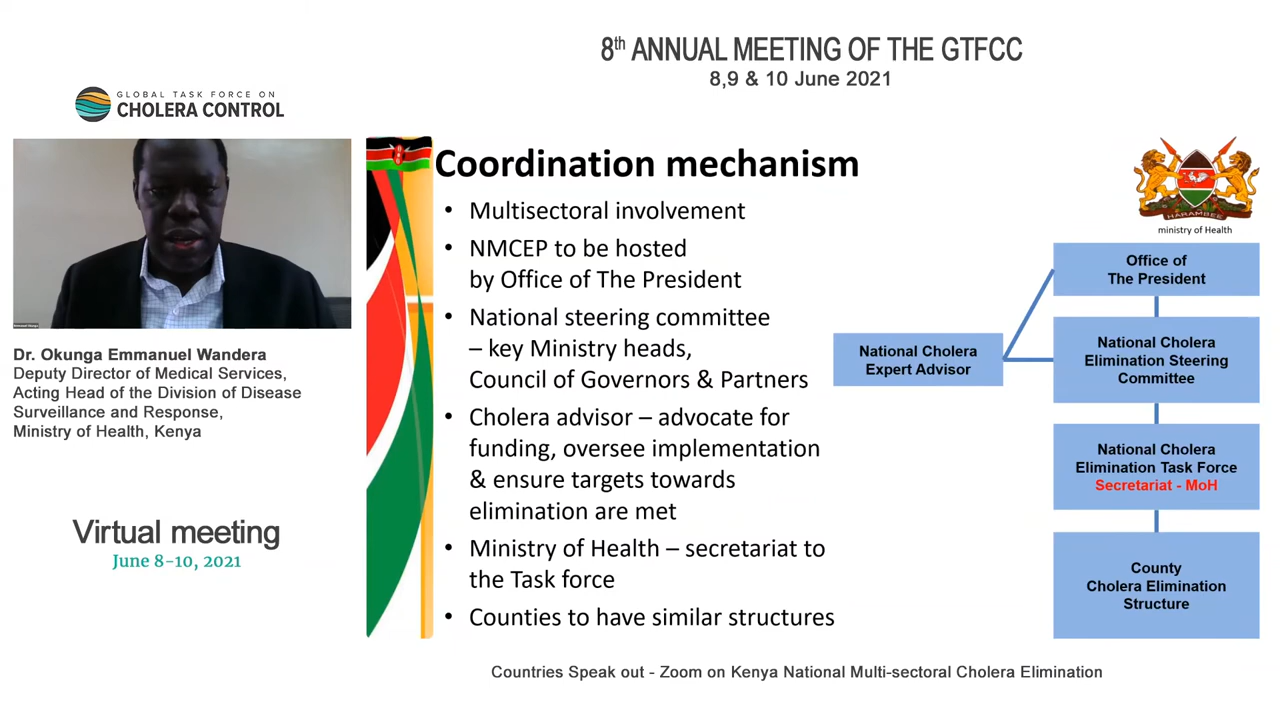 8th ANNUAL MEETING OF THE GTFCC
8,9 & 10 June 2021
GLOBAL TASK FORCE ON
CHOLERA CONTROL
Dr. Okunga Emmanuel Wandera
Deputy Director of Medical Services,
Acting Head of the Division of Disease
Surveillance and Response,
Ministry of Health, Kenya
Virtual meeting
June 8-10, 2021
Coordination mechanism
• Multisectoral involvement
• NMCEP to be hosted
by Office of The President
• National steering committee
– key Ministry heads,
Council of Governors & Partners
• Cholera advisor – advocate for
funding, oversee implementation
& ensure targets towards
elimination are met
• Ministry of Health – secretariat to
the Task force
• Counties to have similar structures
HARAMBEE
ministry of Health
Office of
The President
National Cholera
Expert Advisor
National Cholera
Elimination Steering
Committee
National Cholera
Elimination Task Force
Secretariat - MoH
County
Cholera Elimination
Structure
Countries Speak out - Zoom on Kenya National Multi-sectoral Cholera Elimination